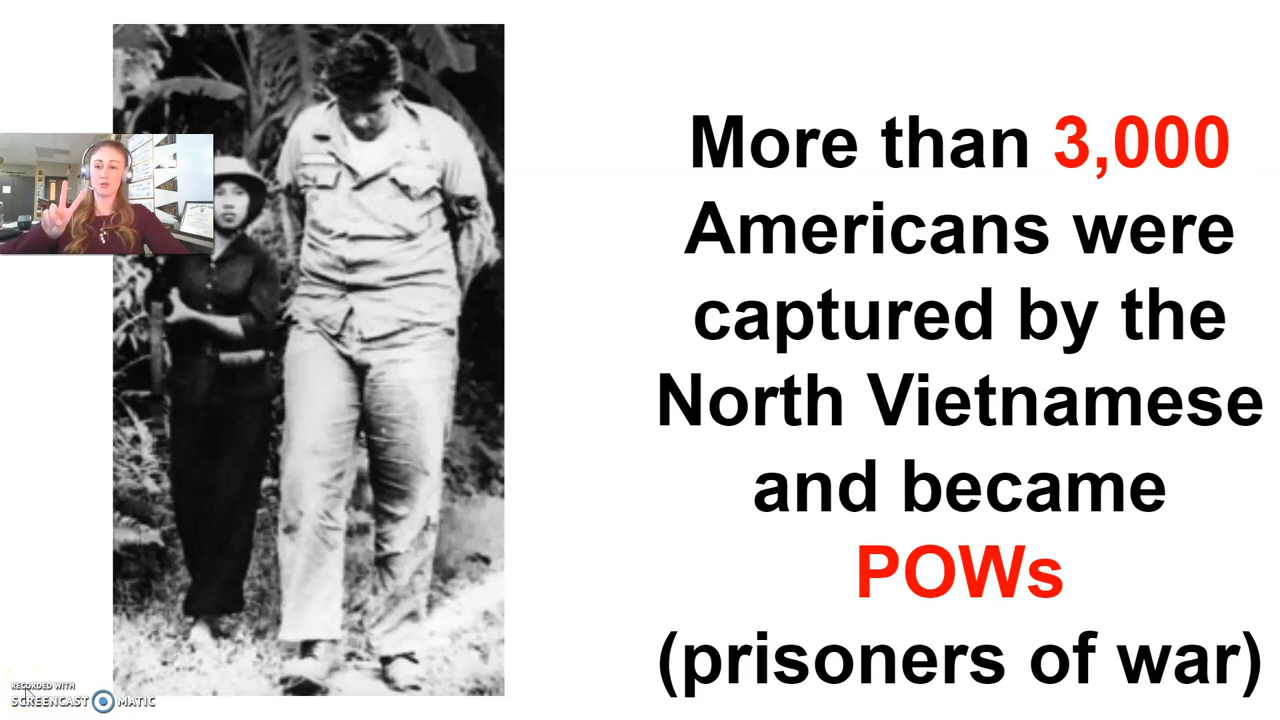 More than 3,000
Americans were
captured by the
North Vietnamese
and became
POWs
(prisoners of war)
RECORDED WITH
SCREENCAST MATIC